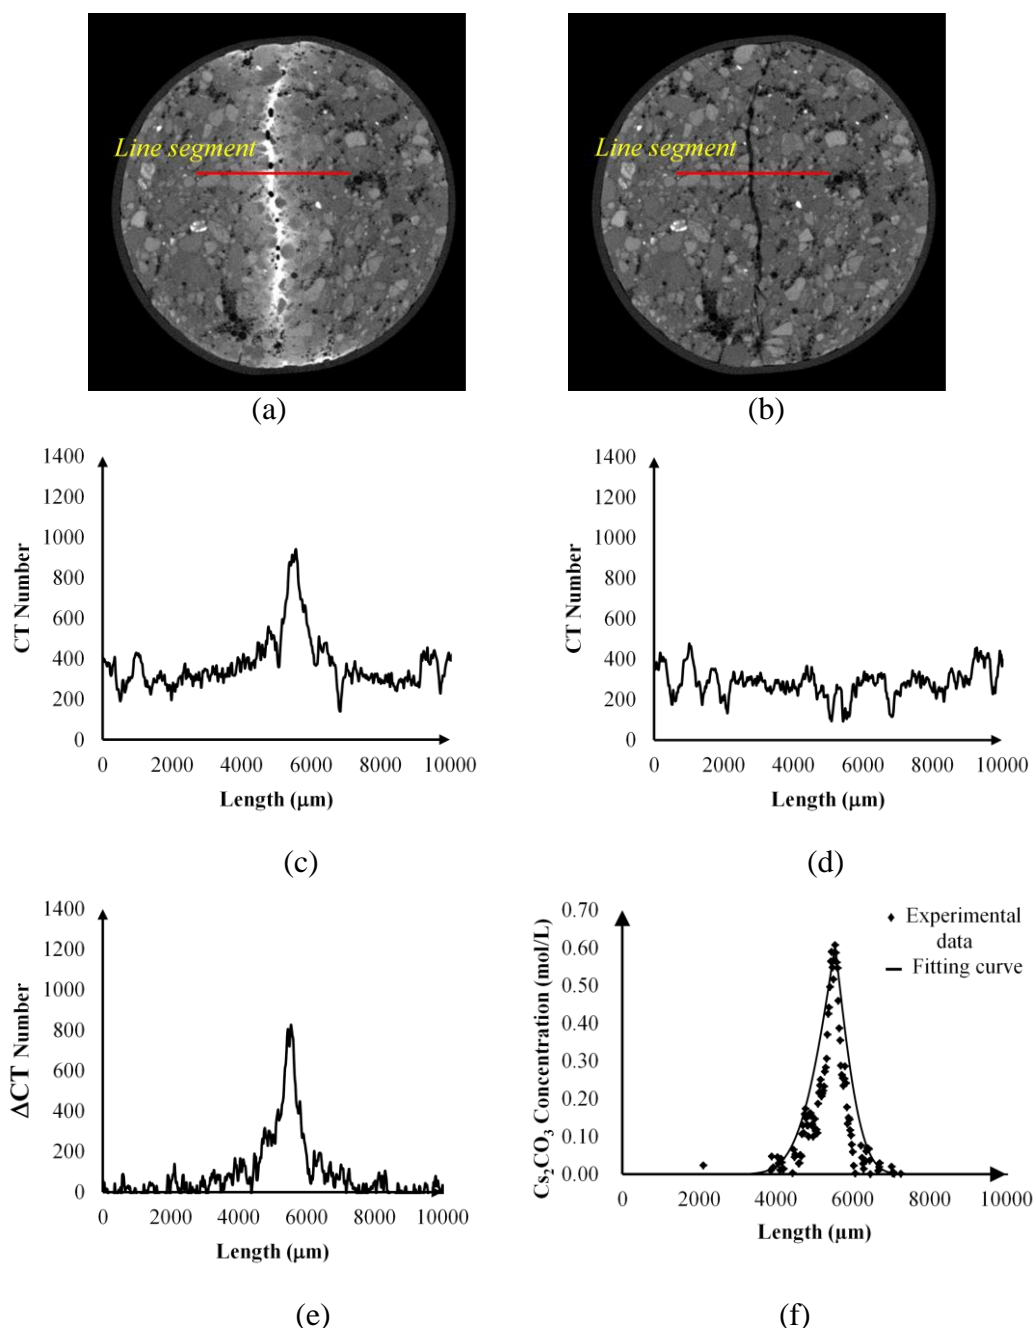 Line segment
Line segment
(a)
(b)
1400
1200
1000
800
600
400
200
0
CT Number
0 2000 4000 6000 8000 10000
Length (μm)
(c)
1400
1200
1000
800
600
400
200
0
CT Number
0 2000 4000 6000 8000 10000
Length (μm)
(d)
1400
1200
1000
800
600
400
200
0
ΔCT Number
0 2000 4000 6000 8000 10000
Length (μm)
(e)
0.70
0.60
0.50
0.40
0.30
0.20
0.10
0.00
Cs₂CO₃ Concentration (mol/L)
Experimental
data
Fitting curve
0 2000 4000 6000 8000 10000
Length (μm)
(f)